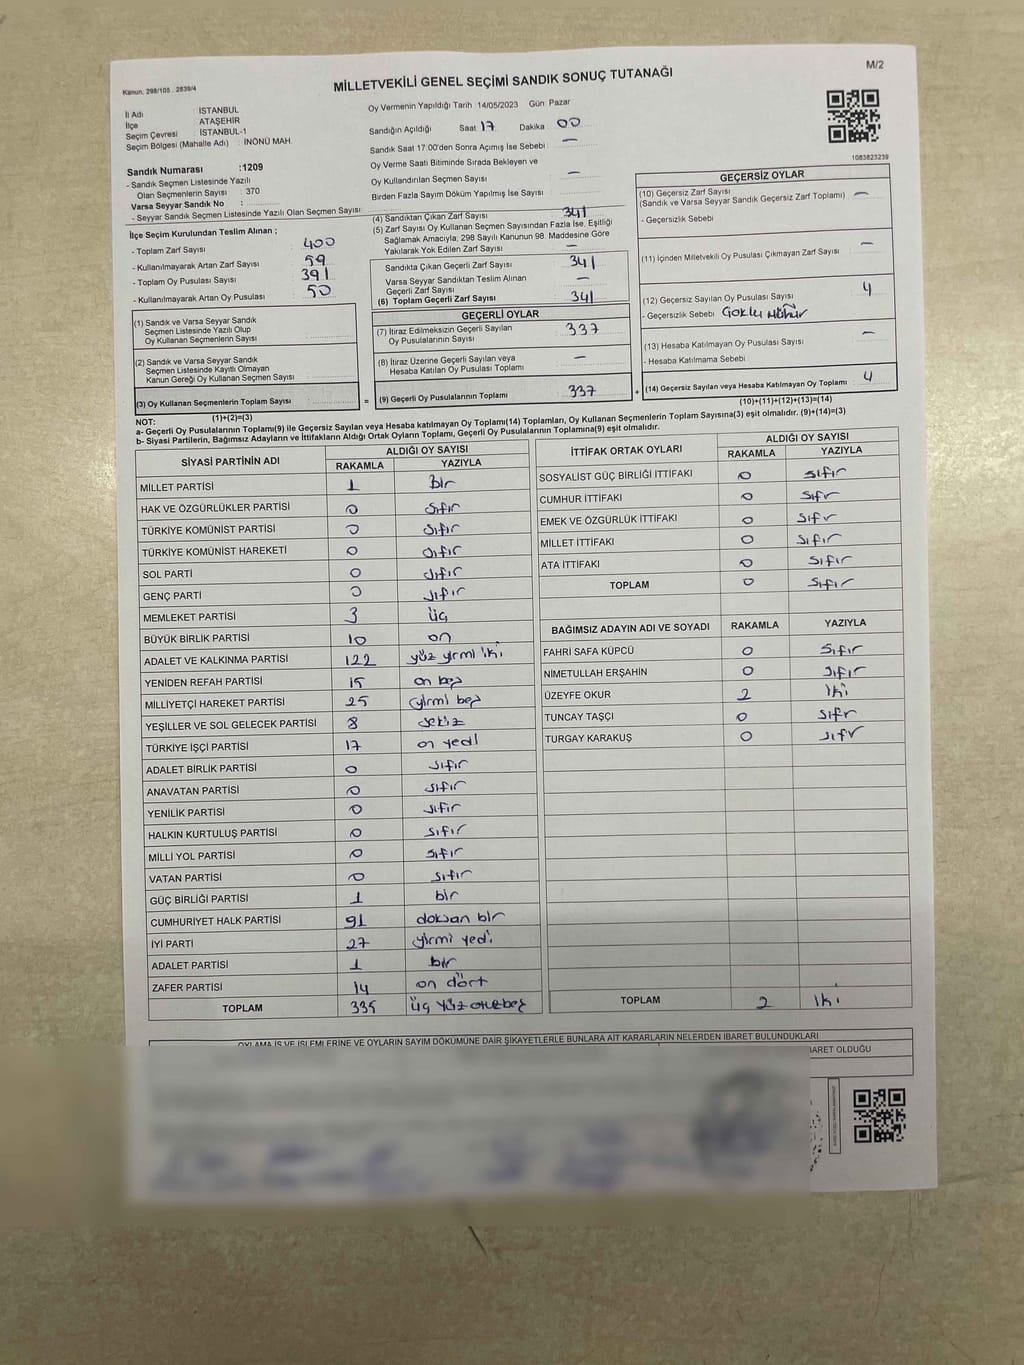 Kanun: 298/105 , 2839/4
MİLLETVEKİLİ GENEL SEÇİMİ SANDIK SONUÇ TUTANAĞI
M/2
İl Adı : İSTANBUL
İlçe : ATAŞEHİR
Seçim Çevresi : İSTANBUL-1
Seçim Bölgesi (Mahalle Adı) : İNÖNÜ MAH.
Oy Vermenin Yapıldığı Tarih : 14/05/2023 Gün: Pazar
Sandığın Açıldığı Saat 17 Dakika 00
Sandık Saat 17:00'den Sonra Açımış İse Sebebi : —
Oy Verme Saati Bitiminde Sırada Bekleyen ve
Oy Kullandırılan Seçmen Sayısı : —
Birden Fazla Sayım Döküm Yapılmış İse Sayısı :
1083823239
Sandık Numarası :1209
- Sandık Seçmen Listesinde Yazılı
Olan Seçmenlerin Sayısı : 370
Varsa Seyyar Sandık No :
- Seyyar Sandık Seçmen Listesinde Yazılı Olan Seçmen Sayısı:
İlçe Seçim Kurulundan Teslim Alınan ;
- Toplam Zarf Sayısı : 400
- Kullanılmayarak Artan Zarf Sayısı : 59
- Toplam Oy Pusulası Sayısı : 391
- Kullanılmayarak Artan Oy Pusulası : 50
(4) Sandıktan Çıkan Zarf Sayısı 341
(5) Zarf Sayısı Oy Kullanan Seçmen Sayısından Fazla İse, Eşitliği
Sağlamak Amacıyla, 298 Sayılı Kanunun 98. Maddesine Göre
Yakılarak Yok Edilen Zarf Sayısı —
Sandıkta Çıkan Geçerli Zarf Sayısı : 341
Varsa Seyyar Sandıktan Teslim Alınan
Geçerli Zarf Sayısı : —
(6) Toplam Geçerli Zarf Sayısı : 341
GEÇERSİZ OYLAR
(10) Geçersiz Zarf Sayısı
(Sandık ve Varsa Seyyar Sandık Geçersiz Zarf Toplamı) —
- Geçersizlik Sebebi
(11) İçinden Milletvekili Oy Pusulası Çıkmayan Zarf Sayısı —
(12) Geçersiz Sayılan Oy Pusulası Sayısı : 4
- Geçersizlik Sebebi
(13) Hesaba Katılmayan Oy Pusulası Sayısı : —
- Hesaba Katılmama Sebebi
(14) Geçersiz Sayılan veya Hesaba Katılmayan Oy Toplamı 4
(10)+(11)+(12)+(13)=(14)
(1) Sandık ve Varsa Seyyar Sandık
Seçmen Listesinde Yazılı Olup
Oy Kullanan Seçmenlerin Sayısı :
(2) Sandık ve Varsa Seyyar Sandık
Seçmen Listesinde Kayıtlı Olmayan
Kanun Gereği Oy Kullanan Seçmen Sayısı :
(3) Oy Kullanan Seçmenlerin Toplam Sayısı : =
(1)+(2)=(3)
GEÇERLİ OYLAR
(7) İtiraz Edilmeksizin Geçerli Sayılan
Oy Pusulalarının Sayısı : 337
(8) İtiraz Üzerine Geçerli Sayılan veya
Hesaba Katılan Oy Pusulası Toplamı : —
(9) Geçerli Oy Pusulalarının Toplamı : 337 +
NOT:
a- Geçerli Oy Pusulalarının Toplamı(9) ile Geçersiz Sayılan veya Hesaba katılmayan Oy Toplamı(14) Toplamları, Oy Kullanan Seçmenlerin Toplam Sayısına(3) eşit olmalıdır. (9)+(14)=(3)
b- Siyasi Partilerin, Bağımsız Adayların ve İttifakların Aldığı Ortak Oyların Toplamı, Geçerli Oy Pusulalarının Toplamına(9) eşit olmalıdır.
SİYASİ PARTİNİN ADI ALDIĞI OY SAYISI
RAKAMLA YAZIYLA
MİLLET PARTİSİ 1 bir
HAK VE ÖZGÜRLÜKLER PARTİSİ 0 sıfır
TÜRKİYE KOMÜNİST PARTİSİ 0 sıfır
TÜRKİYE KOMÜNİST HAREKETİ 0 sıfır
SOL PARTİ 0 sıfır
GENÇ PARTİ 0 sıfır
MEMLEKET PARTİSİ 3 üç
BÜYÜK BİRLİK PARTİSİ 10 on
ADALET VE KALKINMA PARTİSİ 122 yüz yirmi iki
YENİDEN REFAH PARTİSİ 15 on beş
MİLLİYETÇİ HAREKET PARTİSİ 25 yirmi beş
YEŞİLLER VE SOL GELECEK PARTİSİ 8 sekiz
TÜRKİYE İŞÇİ PARTİSİ 17 on yedi
ADALET BİRLİK PARTİSİ 0 sıfır
ANAVATAN PARTİSİ 0 sıfır
YENİLİK PARTİSİ 0 sıfır
HALKIN KURTULUŞ PARTİSİ 0 sıfır
MİLLİ YOL PARTİSİ 0 sıfır
VATAN PARTİSİ 0 sıfır
GÜÇ BİRLİĞİ PARTİSİ 1 bir
CUMHURİYET HALK PARTİSİ 91 doksan bir
İYİ PARTİ 27 yirmi yedi
ADALET PARTİSİ 1 bir
ZAFER PARTİSİ 14 on dört
TOPLAM 335 üç yüz otuzbeş
İTTİFAK ORTAK OYLARI ALDIĞI OY SAYISI
RAKAMLA YAZIYLA
SOSYALİST GÜÇ BİRLİĞİ İTTİFAKI 0 sıfır
CUMHUR İTTİFAKI 0 sıfr
EMEK VE ÖZGÜRLÜK İTTİFAKI 0 sıfr
MİLLET İTTİFAKI 0 sıfır
ATA İTTİFAKI 0 sıfır
TOPLAM 0 sıfır
BAĞIMSIZ ADAYIN ADI VE SOYADI RAKAMLA YAZIYLA
FAHRİ SAFA KÜPCÜ 0 sıfır
NİMETULLAH ERŞAHİN 0 sıfır
ÜZEYFE OKUR 2 iki
TUNCAY TAŞÇI 0 sıfr
TURGAY KARAKUŞ 0 sıfr
TOPLAM 2 iki
OYLAMA İŞ VE İŞLEMLERİNE VE OYLARIN SAYIM DÖKÜMÜNE DAİR ŞİKAYETLERLE BUNLARA AİT KARARLARIN NELERDEN İBARET BULUNDUKLARI
İBARET OLDUĞU